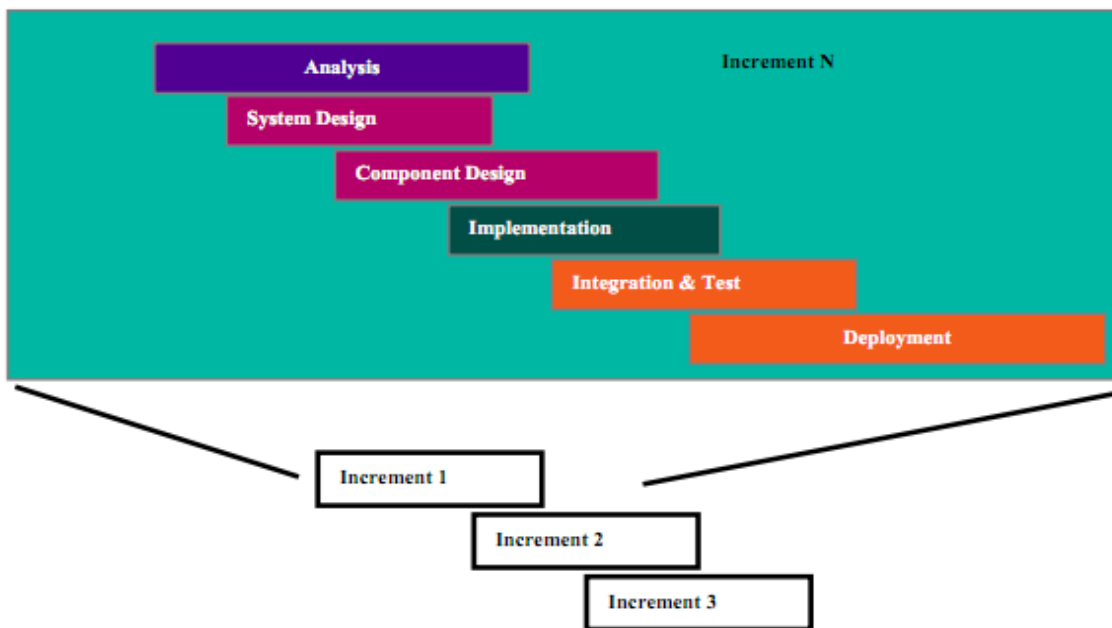 Analysis
Increment N
System Design
Component Design
Implementation
Integration & Test
Deployment
Increment 1
Increment 2
Increment 3